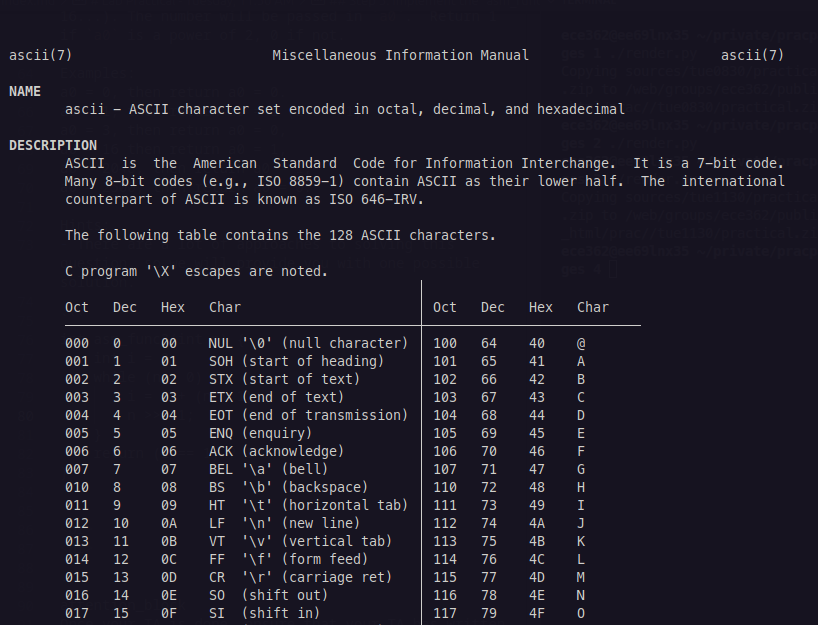 ascii(7) Miscellaneous Information Manual ascii(7)
NAME
ascii - ASCII character set encoded in octal, decimal, and hexadecimal
DESCRIPTION
ASCII is the American Standard Code for Information Interchange. It is a 7-bit code.
Many 8-bit codes (e.g., ISO 8859-1) contain ASCII as their lower half. The international
counterpart of ASCII is known as ISO 646-IRV.
The following table contains the 128 ASCII characters.
C program '\X' escapes are noted.
Oct Dec Hex Char Oct Dec Hex Char
000 0 00 NUL '\0' (null character) 100 64 40 @
001 1 01 SOH (start of heading) 101 65 41 A
002 2 02 STX (start of text) 102 66 42 B
003 3 03 ETX (end of text) 103 67 43 C
004 4 04 EOT (end of transmission) 104 68 44 D
005 5 05 ENQ (enquiry) 105 69 45 E
006 6 06 ACK (acknowledge) 106 70 46 F
007 7 07 BEL '\a' (bell) 107 71 47 G
010 8 08 BS '\b' (backspace) 110 72 48 H
011 9 09 HT '\t' (horizontal tab) 111 73 49 I
012 10 0A LF '\n' (new line) 112 74 4A J
013 11 0B VT '\v' (vertical tab) 113 75 4B K
014 12 0C FF '\f' (form feed) 114 76 4C L
015 13 0D CR '\r' (carriage ret) 115 77 4D M
016 14 0E SO (shift out) 116 78 4E N
017 15 0F SI (shift in) 117 79 4F O